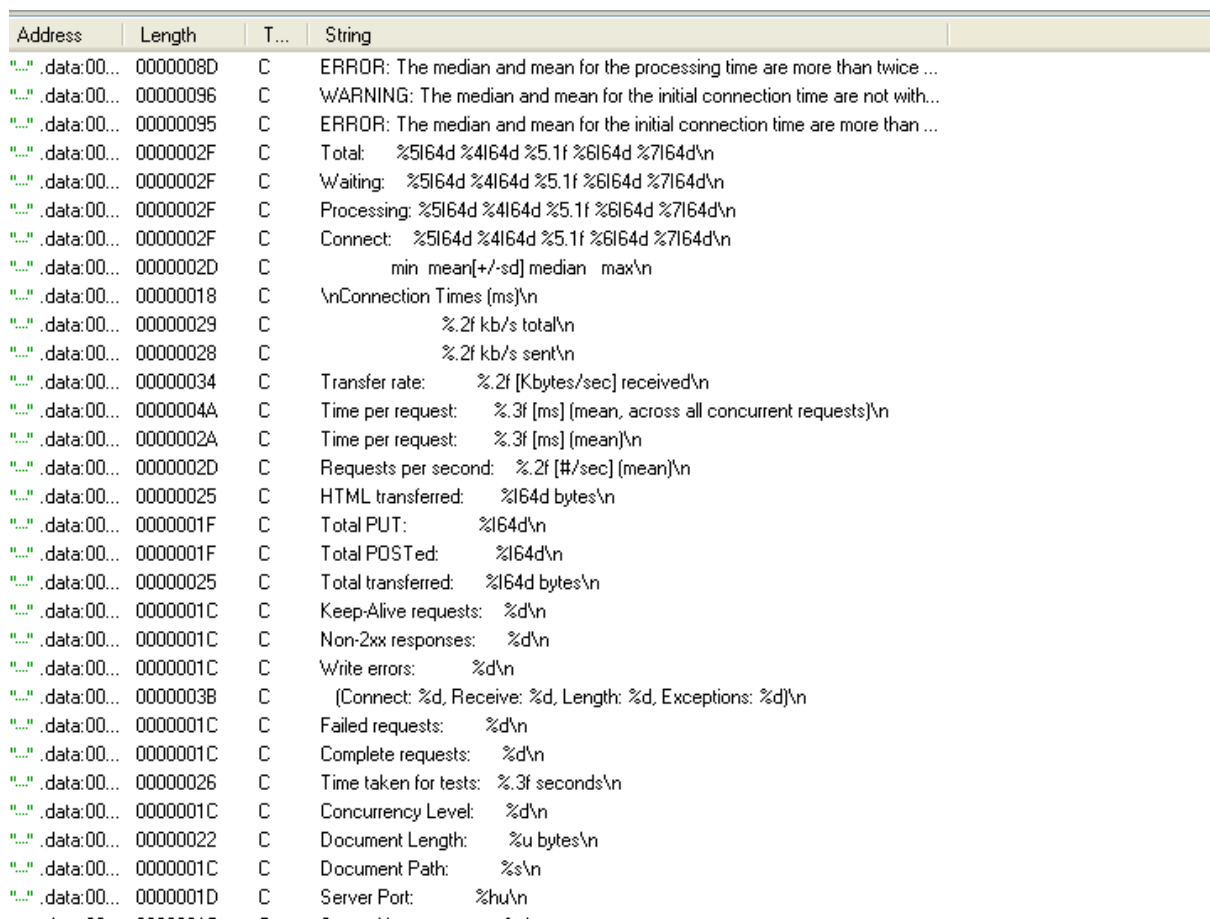 Address Length T... String
"..." .data:00... 0000008D C ERROR: The median and mean for the processing time are more than twice ...
"..." .data:00... 00000096 C WARNING: The median and mean for the initial connection time are not with...
"..." .data:00... 00000095 C ERROR: The median and mean for the initial connection time are more than ...
"..." .data:00... 0000002F C Total: %5I64d %4I64d %5.1f %6I64d %7I64d\n
"..." .data:00... 0000002F C Waiting: %5I64d %4I64d %5.1f %6I64d %7I64d\n
"..." .data:00... 0000002F C Processing: %5I64d %4I64d %5.1f %6I64d %7I64d\n
"..." .data:00... 0000002F C Connect: %5I64d %4I64d %5.1f %6I64d %7I64d\n
"..." .data:00... 0000002D C min mean[+/-sd] median max\n
"..." .data:00... 00000018 C \nConnection Times (ms)\n
"..." .data:00... 00000029 C %.2f kb/s total\n
"..." .data:00... 00000028 C %.2f kb/s sent\n
"..." .data:00... 00000034 C Transfer rate: %.2f [Kbytes/sec] received\n
"..." .data:00... 0000004A C Time per request: %.3f [ms] (mean, across all concurrent requests)\n
"..." .data:00... 0000002A C Time per request: %.3f [ms] (mean)\n
"..." .data:00... 0000002D C Requests per second: %.2f [#/sec] (mean)\n
"..." .data:00... 00000025 C HTML transferred: %I64d bytes\n
"..." .data:00... 0000001F C Total PUT: %I64d\n
"..." .data:00... 0000001F C Total POSTed: %I64d\n
"..." .data:00... 00000025 C Total transferred: %I64d bytes\n
"..." .data:00... 0000001C C Keep-Alive requests: %d\n
"..." .data:00... 0000001C C Non-2xx responses: %d\n
"..." .data:00... 0000001C C Write errors: %d\n
"..." .data:00... 0000003B C (Connect: %d, Receive: %d, Length: %d, Exceptions: %d)\n
"..." .data:00... 0000001C C Failed requests: %d\n
"..." .data:00... 0000001C C Complete requests: %d\n
"..." .data:00... 00000026 C Time taken for tests: %.3f seconds\n
"..." .data:00... 0000001C C Concurrency Level: %d\n
"..." .data:00... 00000022 C Document Length: %u bytes\n
"..." .data:00... 0000001C C Document Path: %s\n
"..." .data:00... 0000001D C Server Port: %hu\n